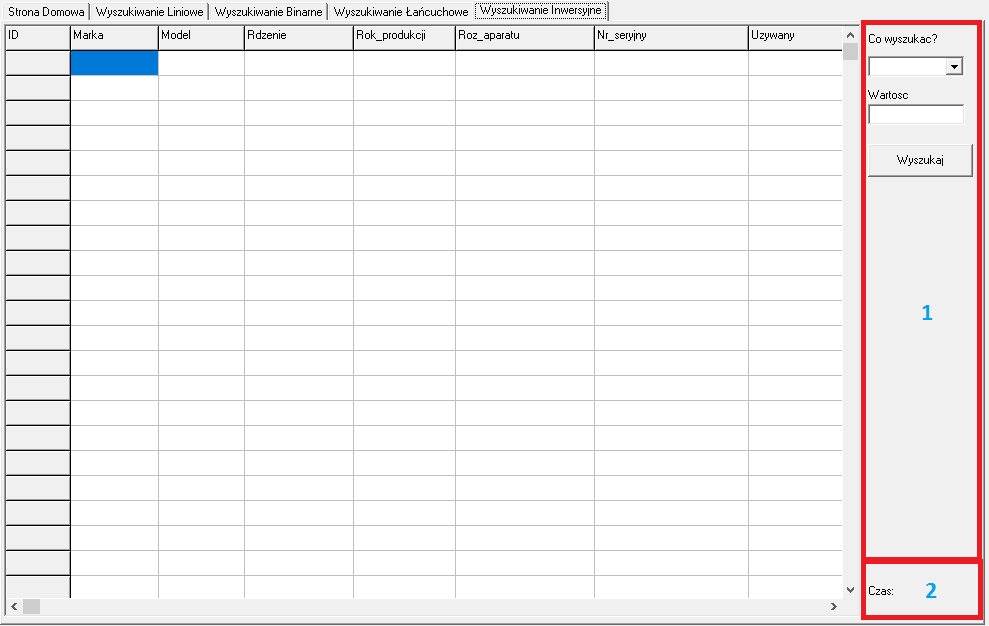 Strona Domowa Wyszukiwanie Liniowe Wyszukiwanie Binarne Wyszukiwanie Łańcuchowe Wyszukiwanie Inwersyjne
ID Marka Model Rdzenie Rok_produkcji Roz_aparatu Nr_seryjny Uzywany
Co wyszukac?
Wartosc
Wyszukaj
1
Czas: 2